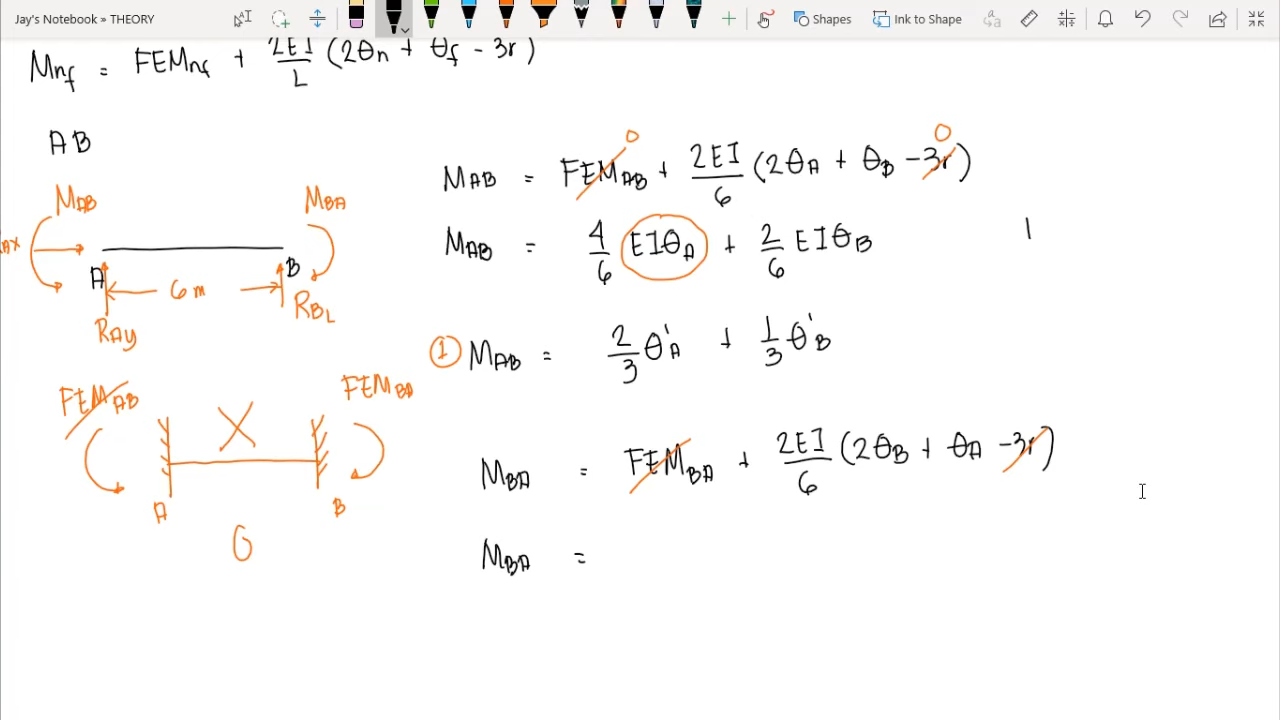 Jay's Notebook » THEORY
Shapes
Ink to Shape
Mnf = FEMnf + 2EI/L (2θn + θf - 3r)
AB
MAB = FEMAB 0 + 2EI/6 (2θA + θB - 3r 0)
MAB
MBA
MAB = 4/6 EIθA + 2/6 EIθB
1
AX
A
B
6 m
RBL
RAY
① MAB = 2/3 θ'A + 1/3 θ'B
FEMAB
FEMBA
X
MBA = FEMBA + 2EI/6 (2θB + θA - 3r)
A
B
0
MBA =